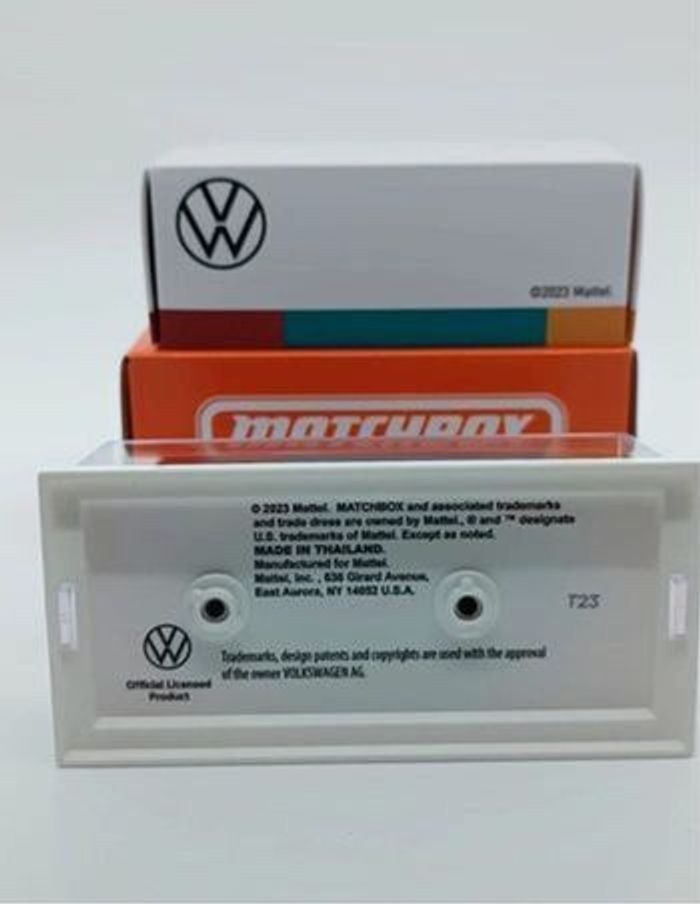 ©2023 Mattel.
MATCHBOX
© 2023 Mattel. MATCHBOX and associated trademarks
and trade dress are owned by Mattel., ® and ™ designate
U.S. trademarks of Mattel. Except as noted.
MADE IN THAILAND.
Manufactured for Mattel.
Mattel, Inc. , 636 Girard Avenue,
East Aurora, NY 14052 U.S.A.
T23
Official Licensed
Product
Trademarks, design patents and copyrights are used with the approval
of the owner VOLKSWAGEN AG.